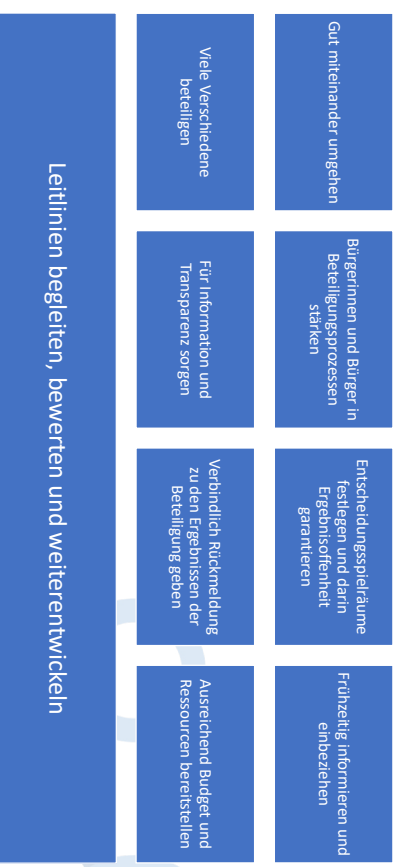 Gut miteinander umgehen
Bürgerinnen und Bürger in
Beteiligungsprozessen
stärken
Entscheidungsspielräume
festlegen und darin
Ergebnisoffenheit
garantieren
Frühzeitig informieren und
einbeziehen
Viele Verschiedene
beteiligen
Für Information und
Transparenz sorgen
Verbindlich Rückmeldung
zu den Ergebnissen der
Beteiligung geben
Ausreichend Budget und
Ressourcen bereitstellen
Leitlinien begleiten, bewerten und weiterentwickeln